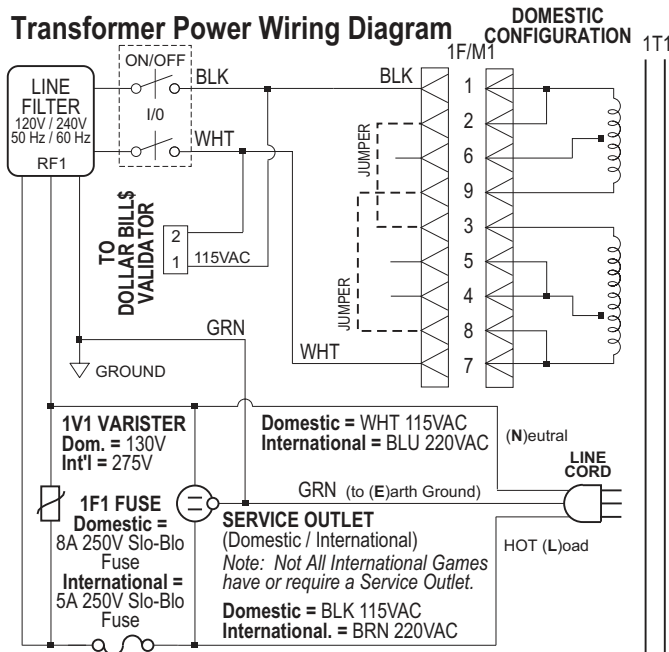 Transformer Power Wiring Diagram
DOMESTIC
CONFIGURATION
1T1
1F/M1
ON/OFF
BLK
BLK
LINE
FILTER
120V / 240V
50 Hz / 60 Hz
RF1
I/0
WHT
1
2
6
9
3
5
4
8
7
JUMPER
JUMPER
TO
DOLLAR BILL$
VALIDATOR
2
1
115VAC
GRN
WHT
GROUND
1V1 VARISTER
Dom. = 130V
Int'l = 275V
Domestic = WHT 115VAC
International = BLU 220VAC
(N)eutral
LINE
CORD
GRN (to (E)arth Ground)
1F1 FUSE
Domestic =
8A 250V Slo-Blo
Fuse
International =
5A 250V Slo-Blo
Fuse
SERVICE OUTLET
(Domestic / International)
Note: Not All International Games
have or require a Service Outlet.
HOT (L)oad
Domestic = BLK 115VAC
International. = BRN 220VAC